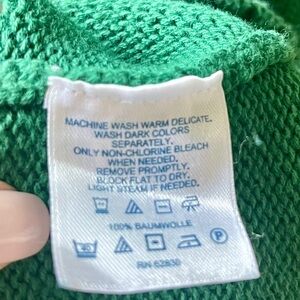 MACHINE WASH WARM DELICATE.
WASH DARK COLORS
SEPARATELY.
ONLY NON-CHLORINE BLEACH
WHEN NEEDED.
REMOVE PROMPTLY.
BLOCK FLAT TO DRY.
LIGHT STEAM IF NEEDED.
100% BAUMWOLLE
P
RN 62830